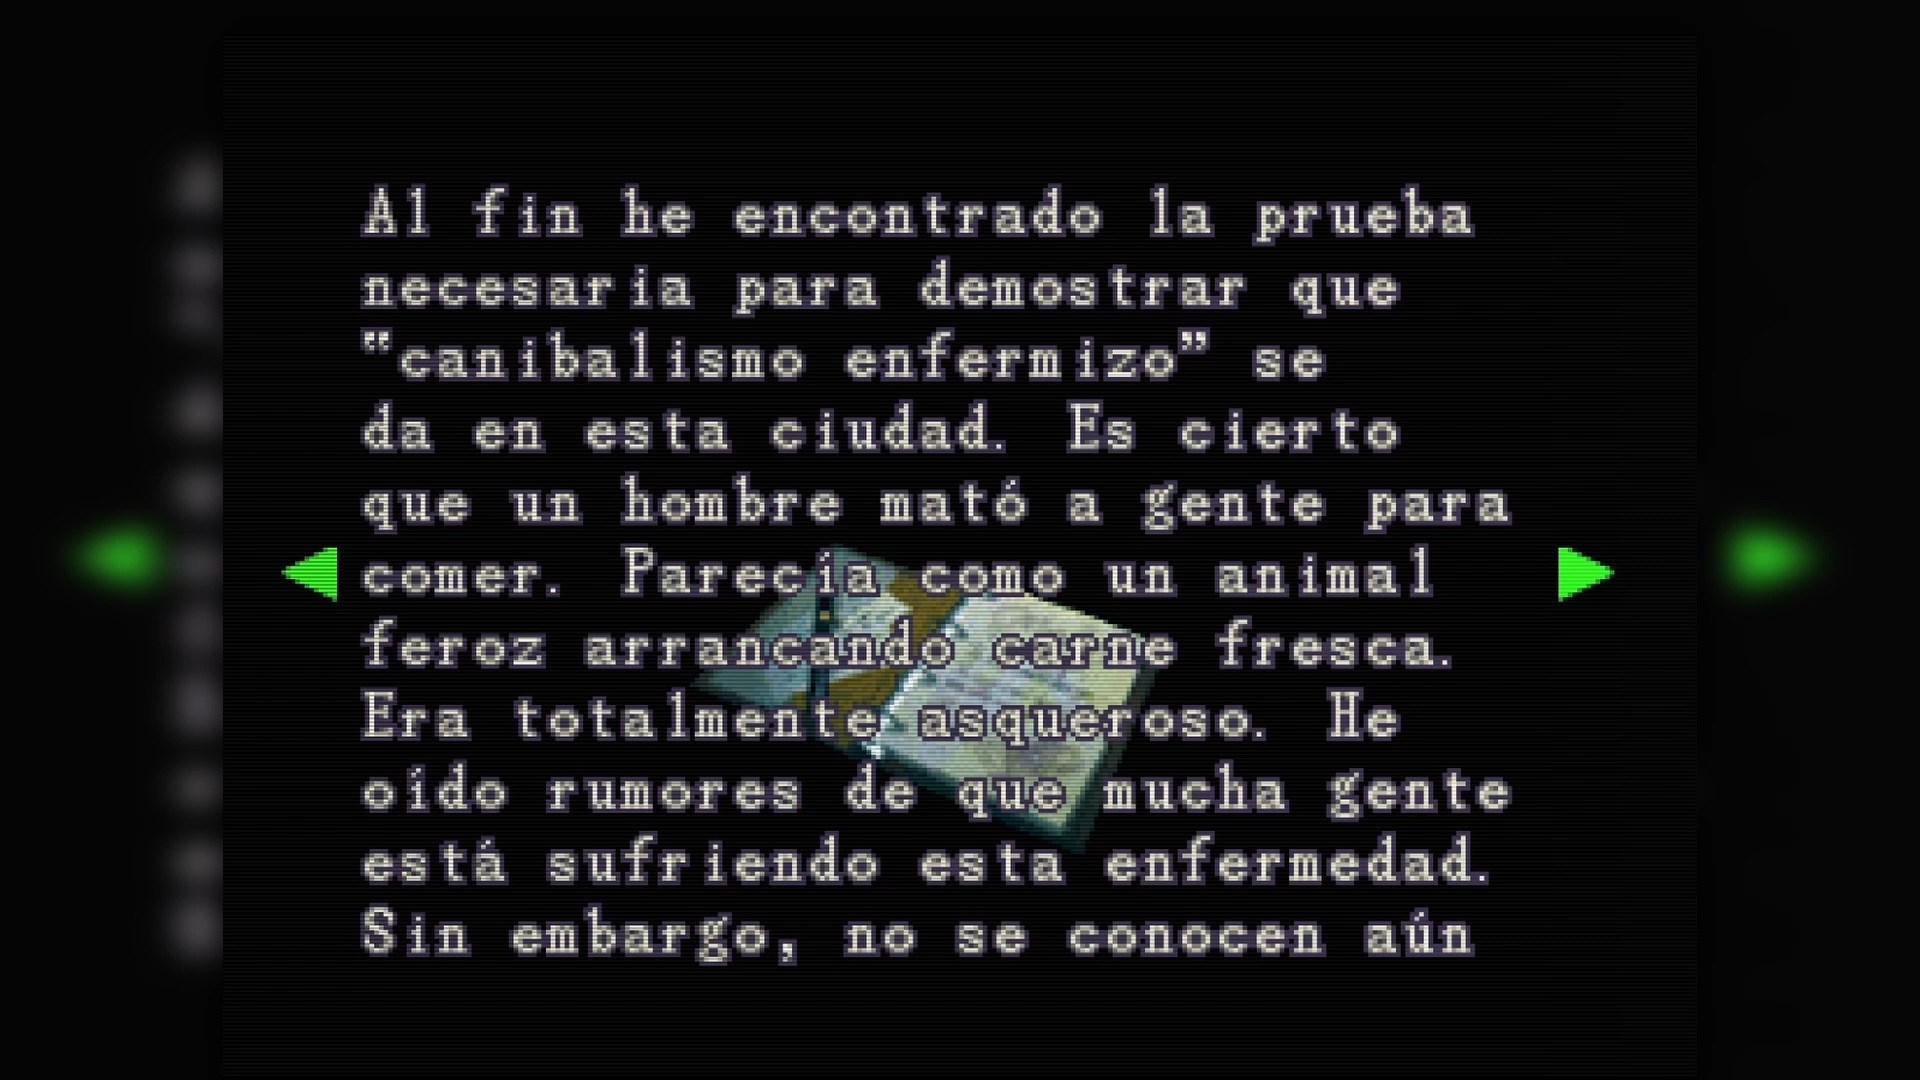 Al fin he encontrado la prueba
necesaria para demostrar que
"canibalismo enfermizo" se
da en esta ciudad. Es cierto
que un hombre mató a gente para
comer. Parecía como un animal
feroz arrancando carne fresca.
Era totalmente asqueroso. He
oído rumores de que mucha gente
está sufriendo esta enfermedad.
Sin embargo, no se conocen aún